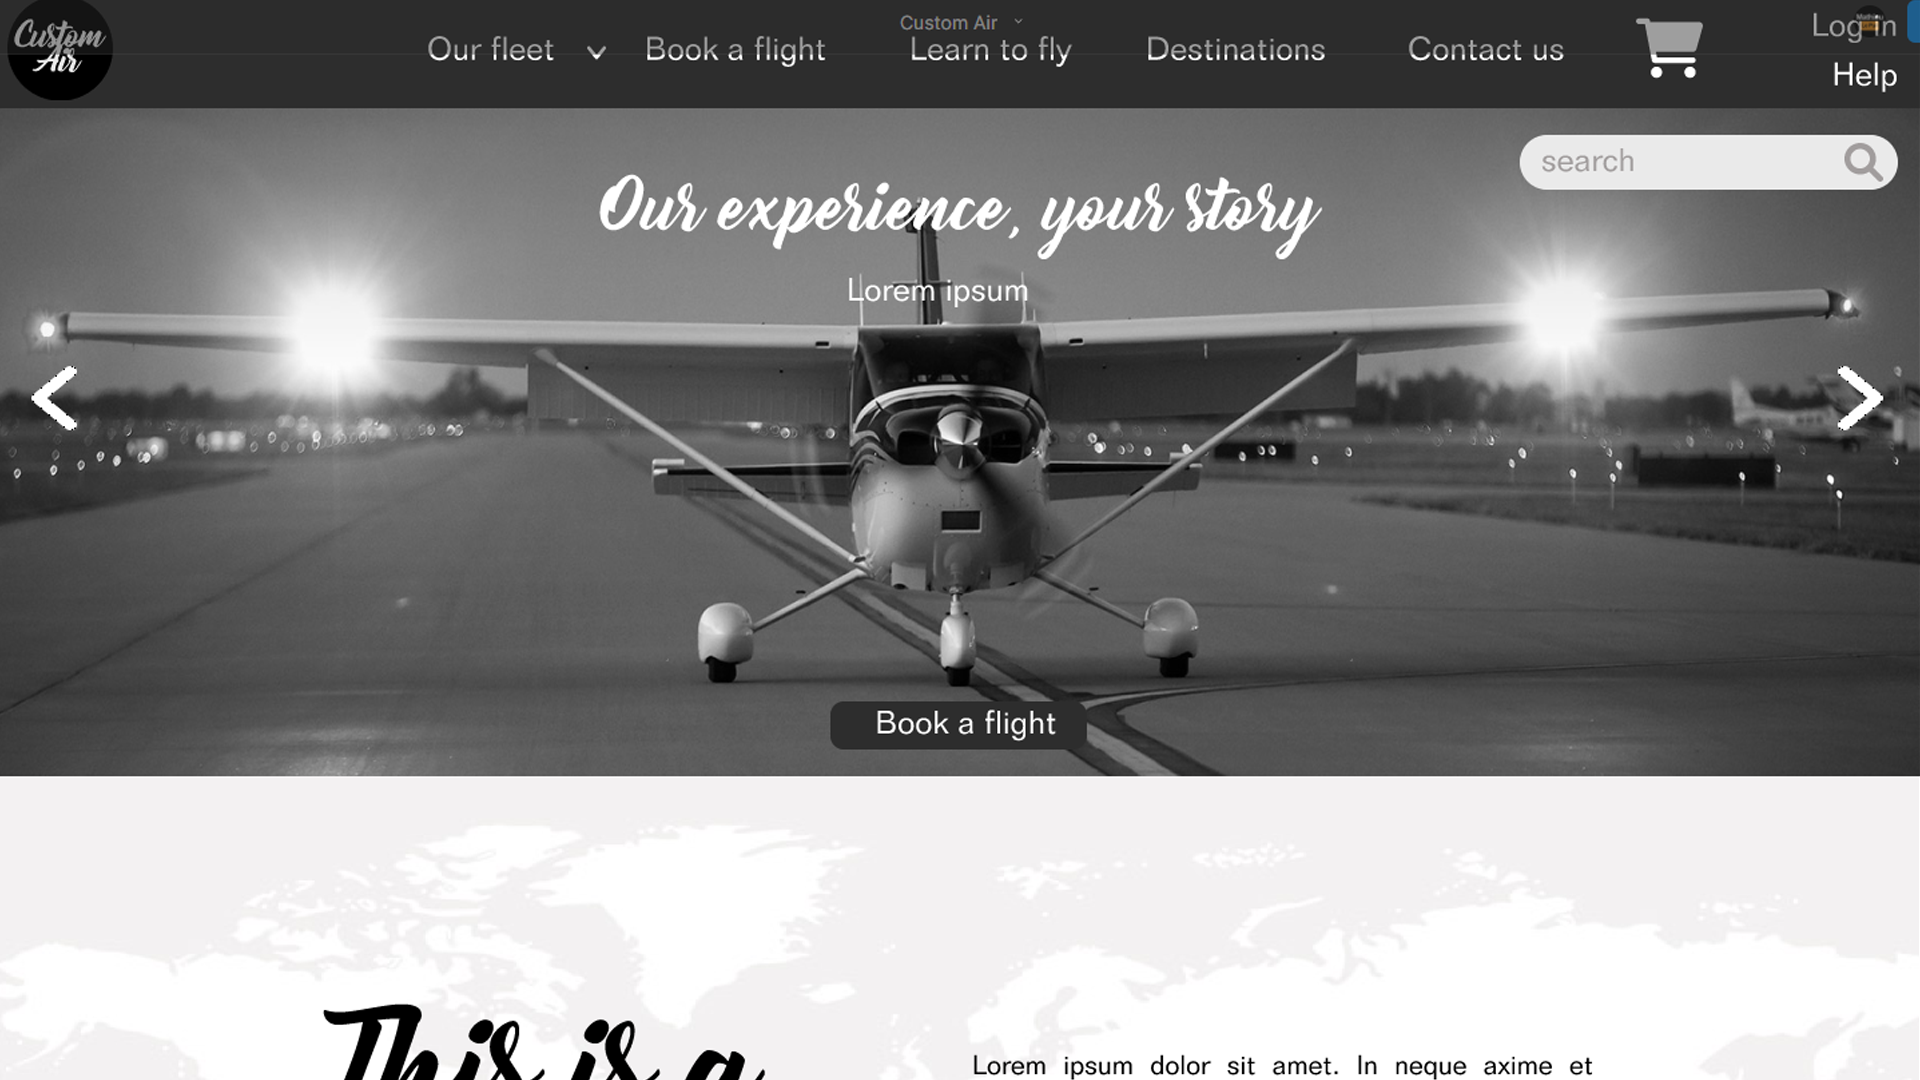 Custom
Air
Custom Air
Our fleet
Book a flight
Learn to fly
Destinations
Contact us
Log in
Help
search
Our experience, your story
Lorem ipsum
Book a flight
This is a
Lorem ipsum dolor sit amet. In neque axime et